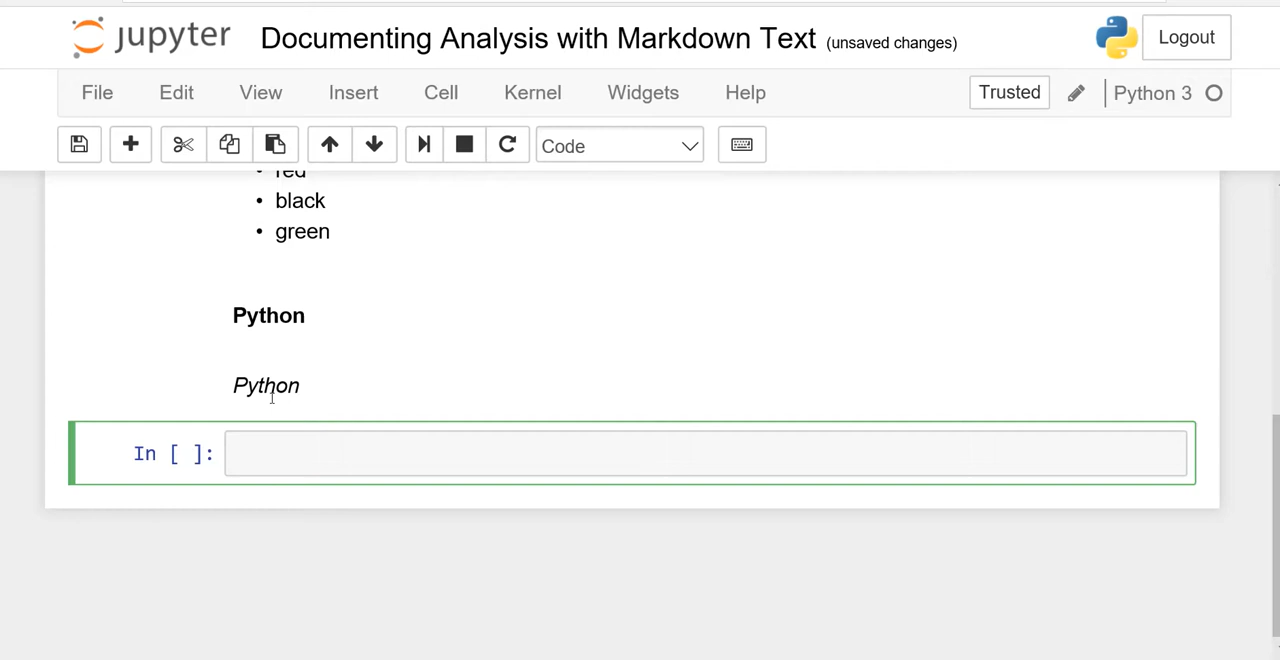 jupyter Documenting Analysis with Markdown Text (unsaved changes) Logout
File Edit View Insert Cell Kernel Widgets Help Trusted Python 3
Code
• red
• black
• green
Python
Python
In [ ]: